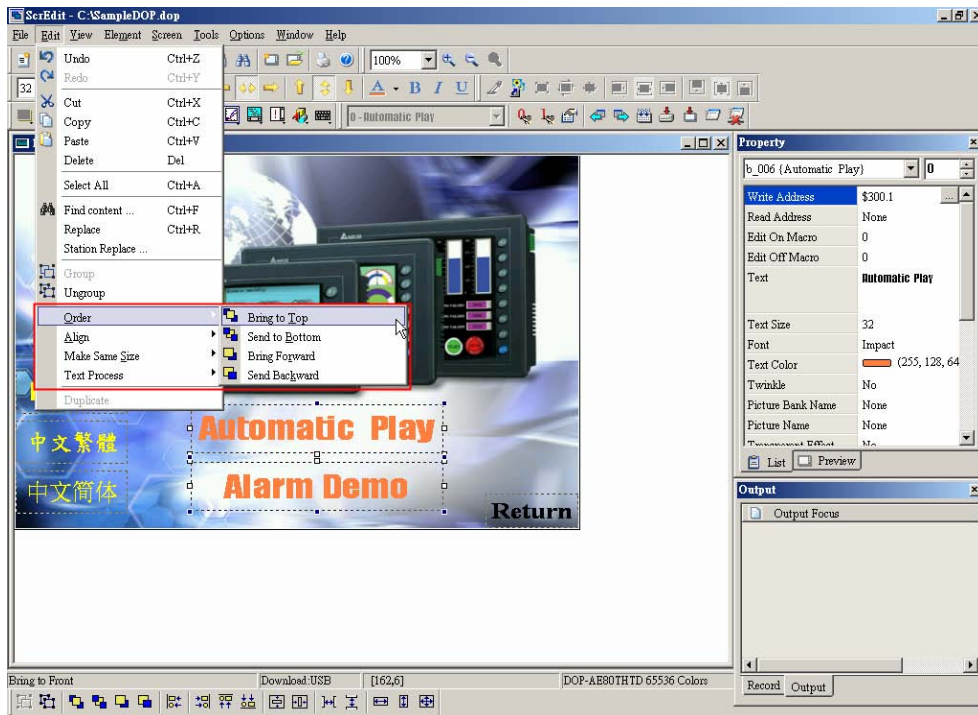 ScrEdit - C:\SampleDOP.dop
File Edit View Element Screen Tools Options Window Help
100%
32
B I U
0 - Automatic Play
Undo Ctrl+Z
Redo Ctrl+Y
Cut Ctrl+X
Copy Ctrl+C
Paste Ctrl+V
Delete Del
Select All Ctrl+A
Find content ... Ctrl+F
Replace Ctrl+R
Station Replace ...
Group
Ungroup
Order
Align
Make Same Size
Text Process
Duplicate
Bring to Top
Send to Bottom
Bring Forward
Send Backward
中文繁體
中文简体
Automatic Play
Alarm Demo
Return
Property
b_006 {Automatic Play} 0
Write Address $300.1 ...
Read Address None
Edit On Macro 0
Edit Off Macro 0
Text Automatic Play
Text Size 32
Font Impact
Text Color (255, 128, 64
Twinkle No
Picture Bank Name None
Picture Name None
Transparent Effect No
List Preview
Output
Output Focus
Record Output
Bring to Front Download:USB [162,6] DOP-AE80THTD 65536 Colors